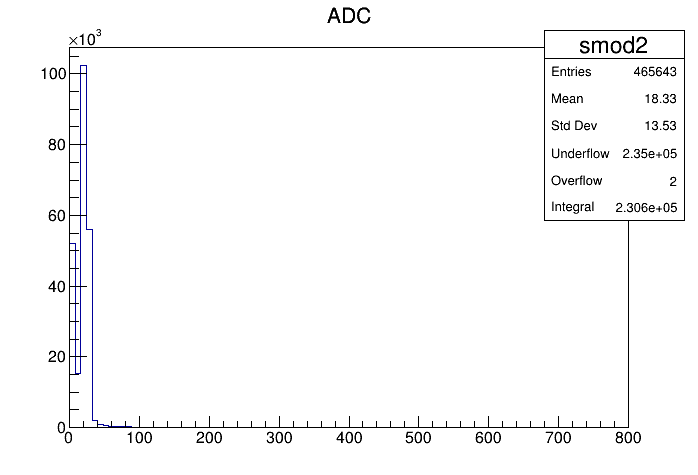 ADC
×10³
smod2
Entries 465643
Mean 18.33
Std Dev 13.53
Underflow 2.35e+05
Overflow 2
Integral 2.306e+05
100
80
60
40
20
0
0 100 200 300 400 500 600 700 800